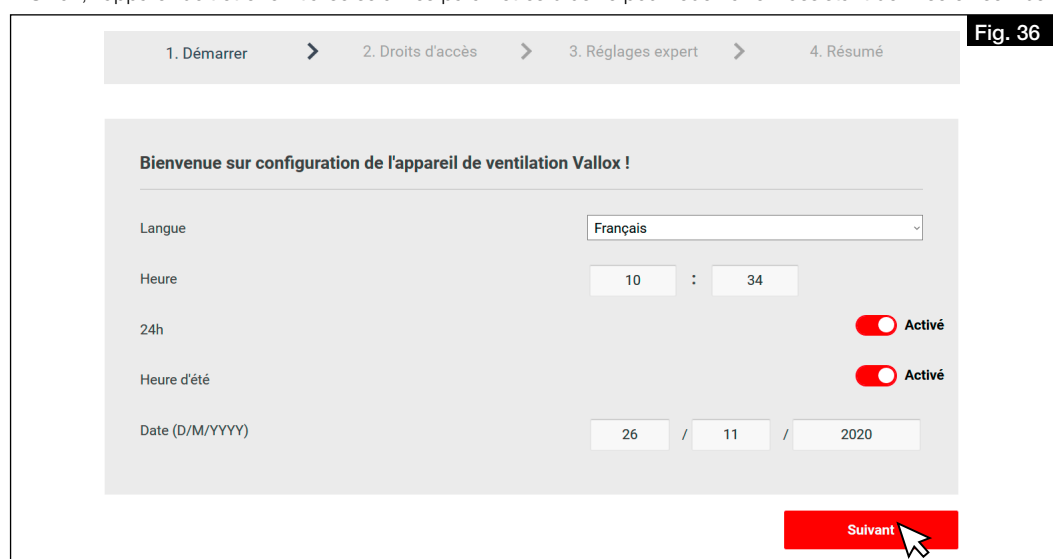 Fig. 36
1. Démarrer > 2. Droits d'accès > 3. Réglages expert > 4. Résumé
Bienvenue sur configuration de l'appareil de ventilation Vallox !
Langue Français
Heure 10 : 34
24h Activé
Heure d'été Activé
Date (D/M/YYYY) 26 / 11 / 2020
Suivant